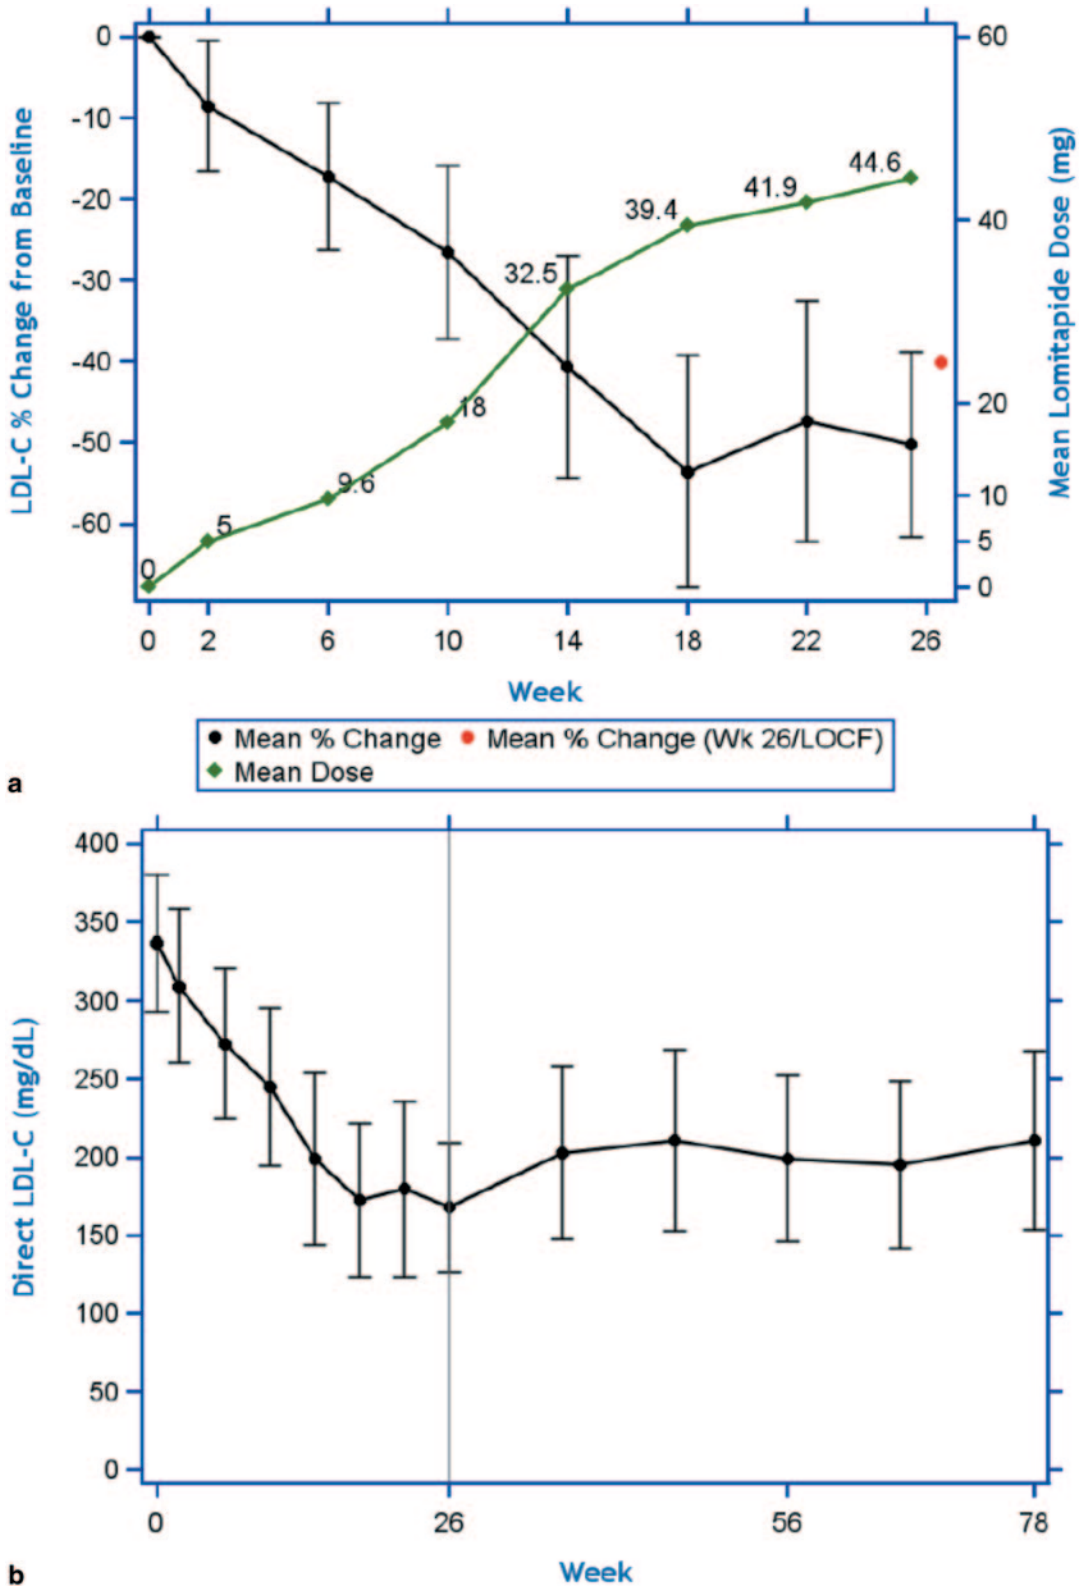 0
-10
-20
-30
-40
-50
-60
LDL-C % Change from Baseline
60
40
20
10
5
0
Mean Lomitapide Dose (mg)
0
5
9.6
18
32.5
39.4
41.9
44.6
0 2 6 10 14 18 22 26
Week
Mean % Change Mean % Change (Wk 26/LOCF)
Mean Dose
a
400
350
300
250
200
150
100
50
0
Direct LDL-C (mg/dL)
0 26 56 78
Week
b